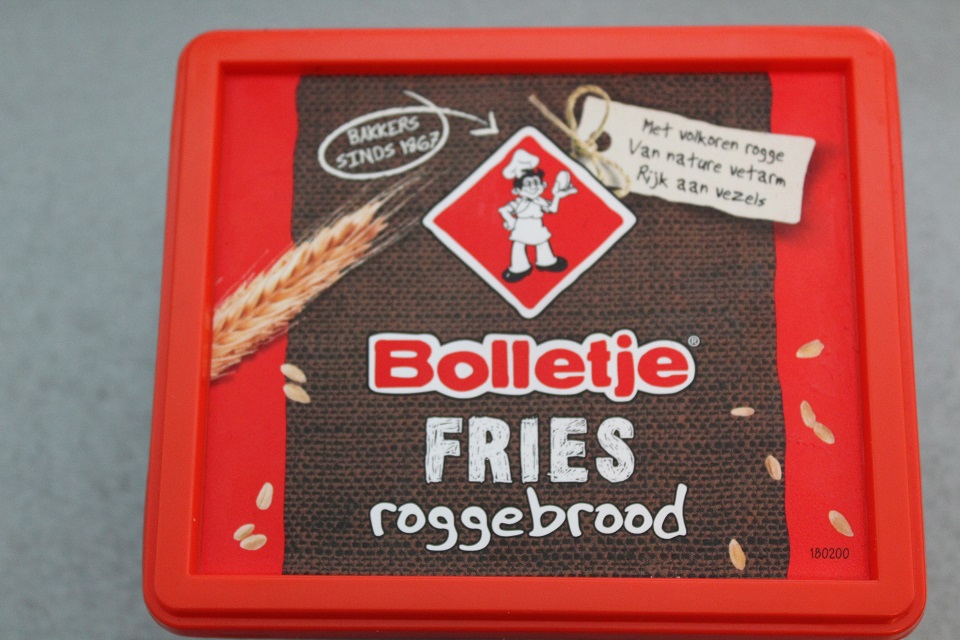 BAKKERS
SINDS 1867
Met volkoren rogge
Van nature vetarm
Rijk aan vezels
Bolletje®
FRIES
roggebrood
180200